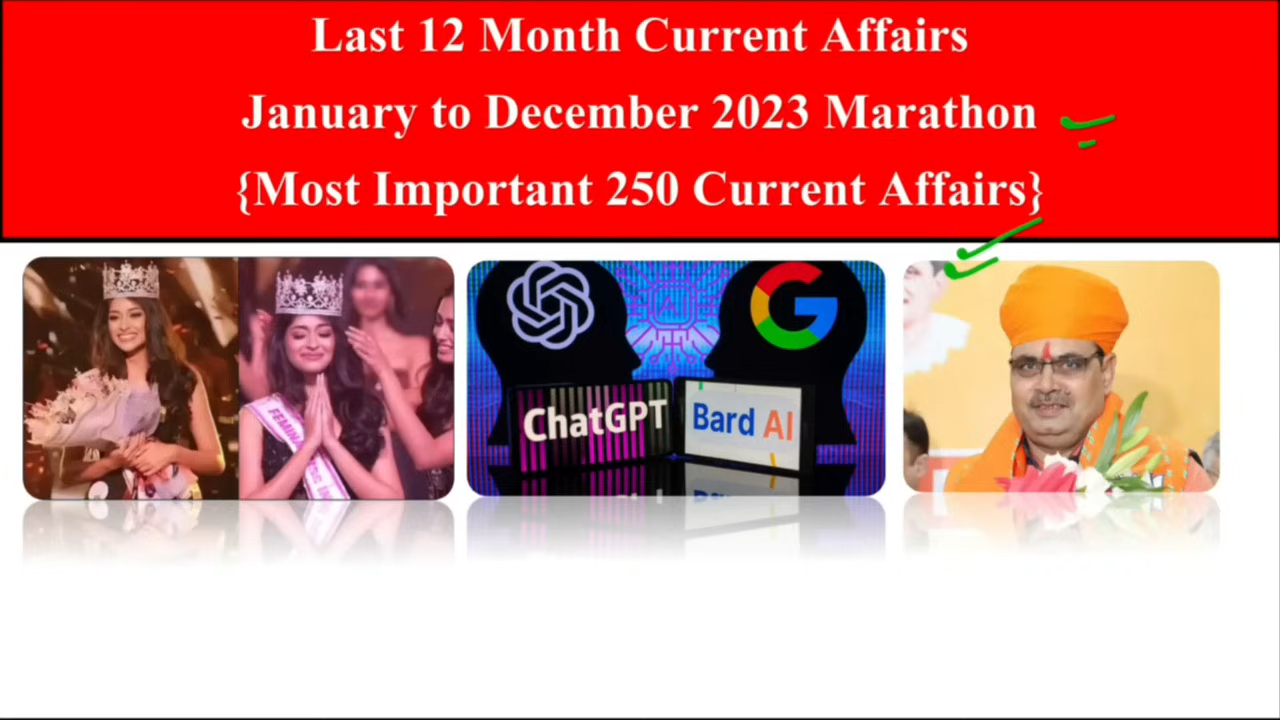 Last 12 Month Current Affairs
January to December 2023 Marathon
{Most Important 250 Current Affairs}
ChatGPT
Bard AI